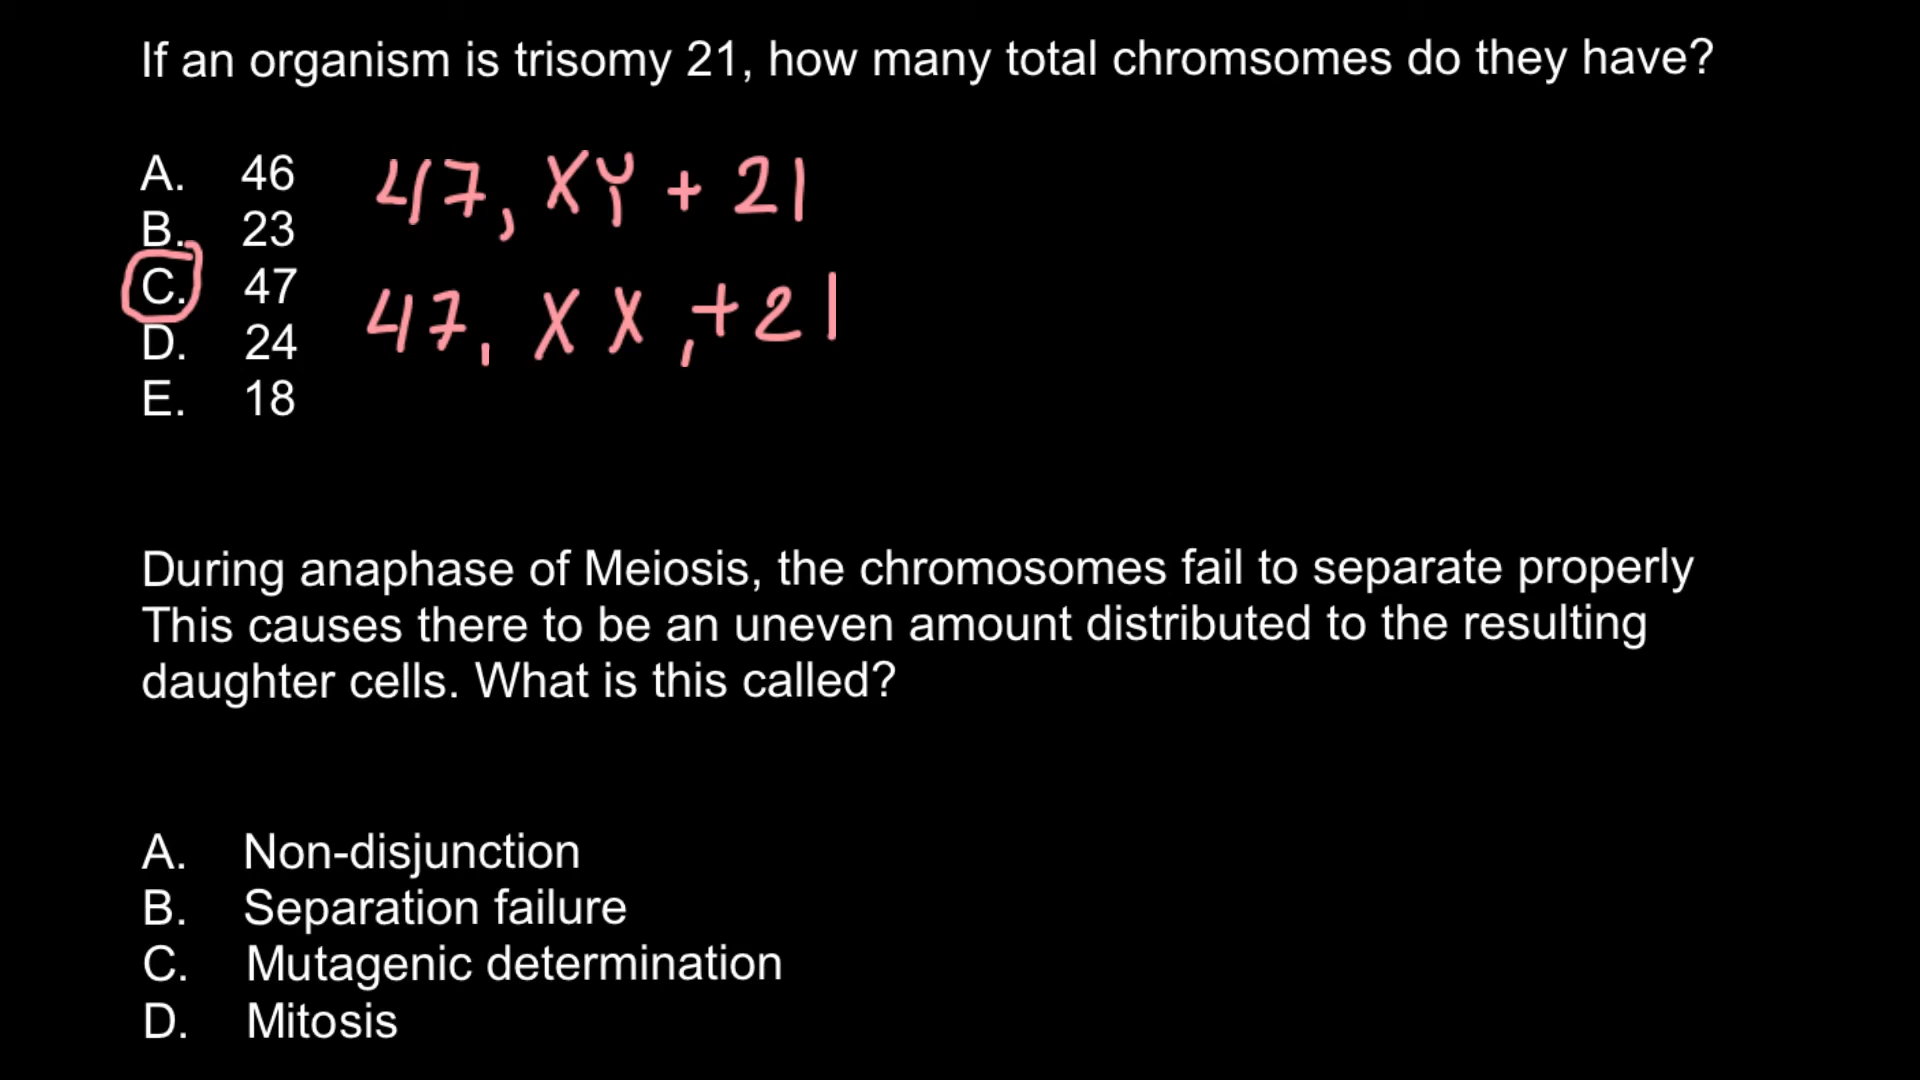 If an organism is trisomy 21, how many total chromsomes do they have?
A. 46
47, XY + 21
B. 23
C. 47
47, XX, +21
D. 24
E. 18
During anaphase of Meiosis, the chromosomes fail to separate properly
This causes there to be an uneven amount distributed to the resulting
daughter cells. What is this called?
A. Non-disjunction
B. Separation failure
C. Mutagenic determination
D. Mitosis